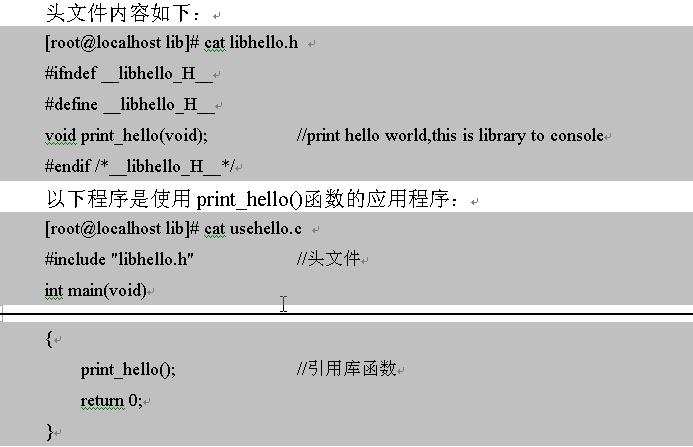 头文件内容如下：
[root@localhost lib]# cat libhello.h
#ifndef __libhello_H__
#define __libhello_H__
void print_hello(void); //print hello world,this is library to console
#endif /*__libhello_H__*/
以下程序是使用 print_hello()函数的应用程序：
[root@localhost lib]# cat usehello.c
#include "libhello.h" //头文件
int main(void)
{
print_hello(); //引用库函数
return 0;
}